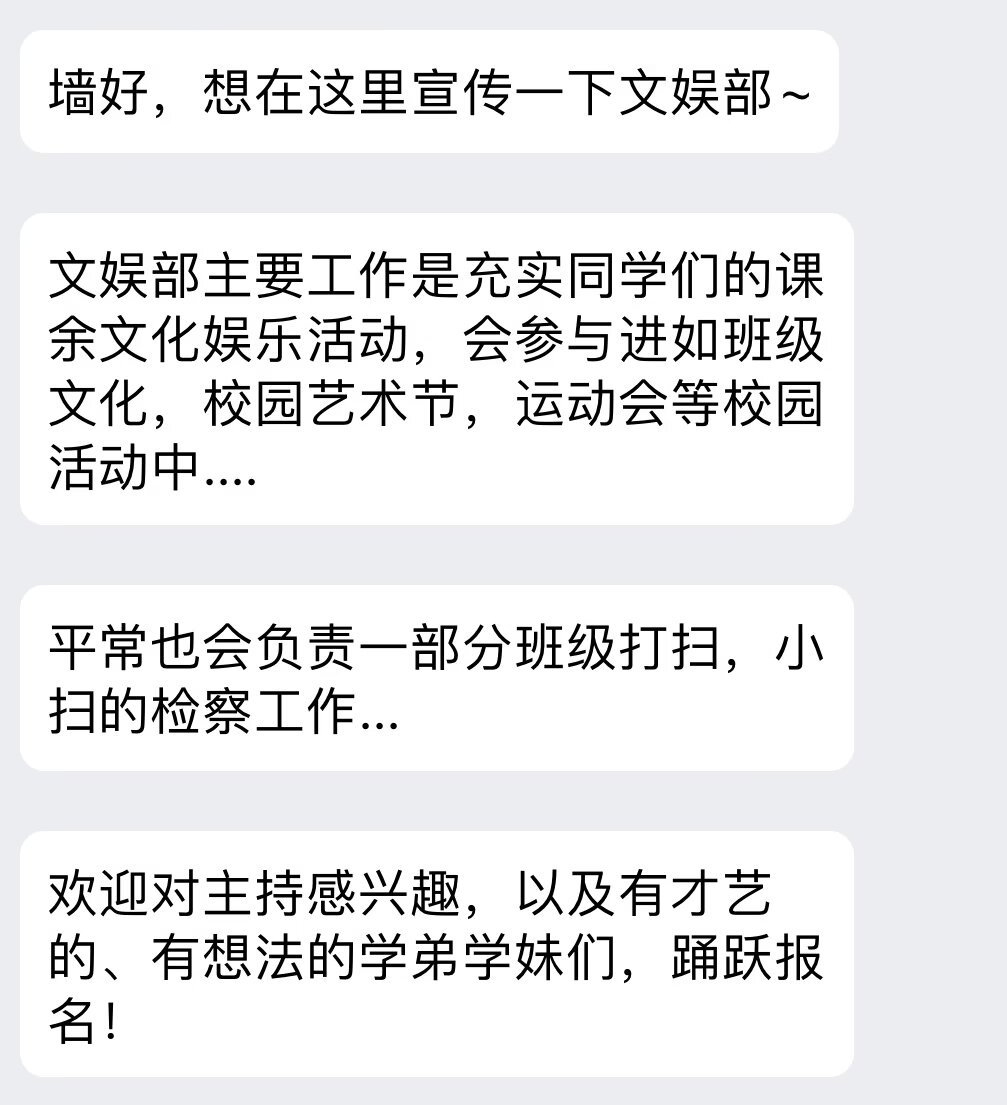 墙好，想在这里宣传一下文娱部~
文娱部主要工作是充实同学们的课
余文化娱乐活动，会参与进如班级
文化，校园艺术节，运动会等校园
活动中....
平常也会负责一部分班级打扫，小
扫的检察工作...
欢迎对主持感兴趣，以及有才艺
的、有想法的学弟学妹们，踊跃报
名！